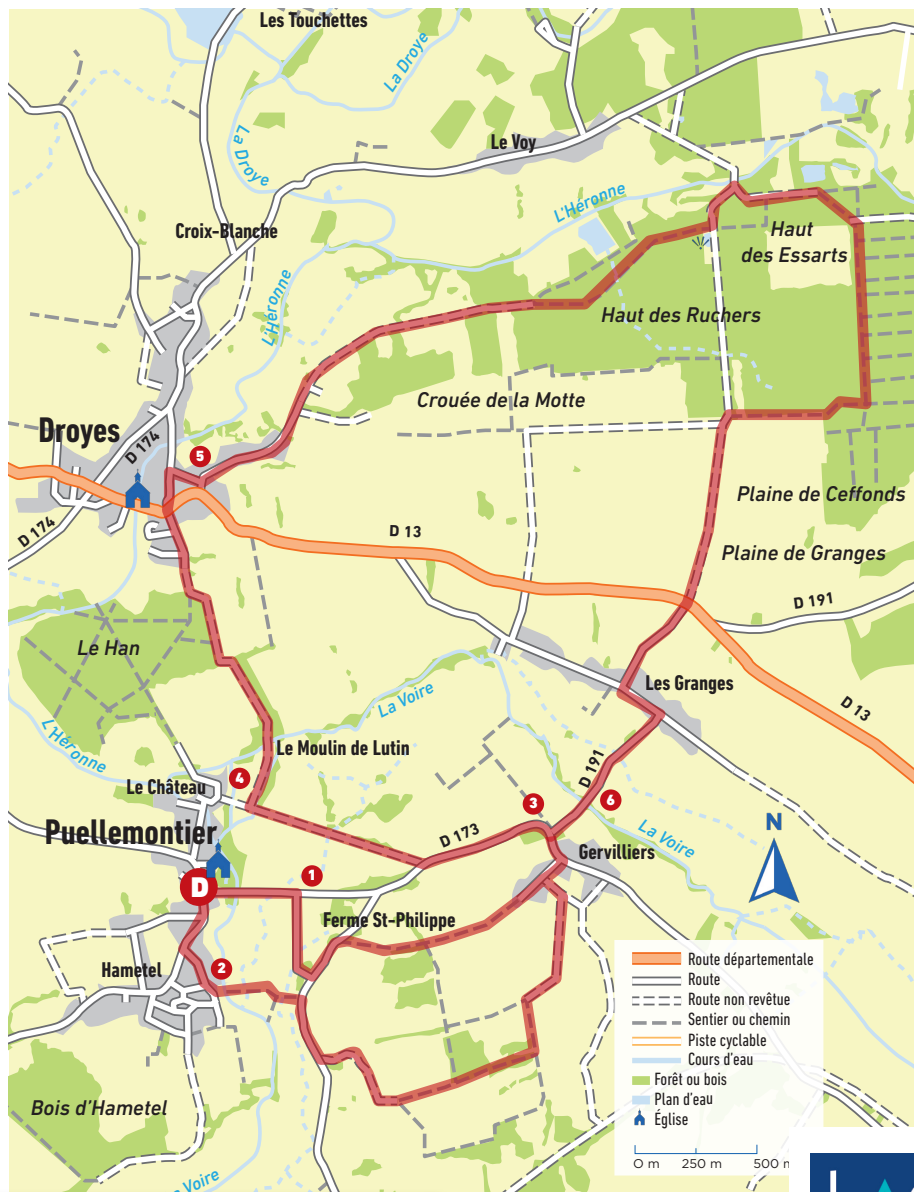 Les Touchettes
La Droye
La Droye
Le Voy
L'Héronne
Croix-Blanche
Haut
des Essarts
L'Héronne
Haut des Ruchers
Crouée de la Motte
Droyes
D 174
5
Plaine de Ceffonds
D 174
D 13
Plaine de Granges
D 191
Le Han
Les Granges
La Voire
D 13
L'Héronne
Le Moulin de Lutin
D 191
Le Château
4
3
6
Puellemontier
D 173
La Voire
N
Gervilliers
D
1
Ferme St-Philippe
Hametel
2
Route départementale
Route
Route non revêtue
Sentier ou chemin
Piste cyclable
Cours d'eau
Forêt ou bois
Plan d'eau
Église
Bois d'Hametel
0 m 250 m 500
La Voire